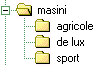 masini
agricole
de lux
sport